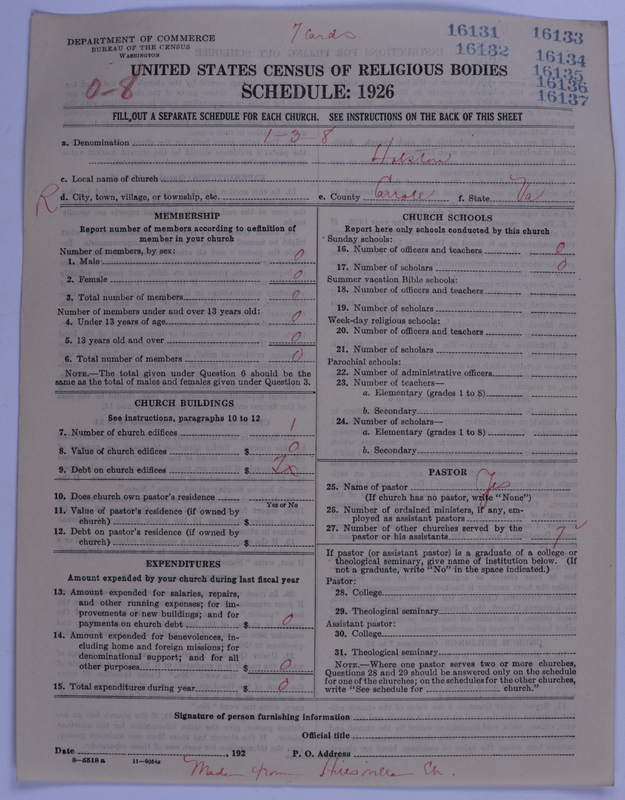 7 Cards
16131 16133
16132 16134
16135
16136
16137
DEPARTMENT OF COMMERCE
BUREAU OF THE CENSUS
WASHINGTON
0-8
UNITED STATES CENSUS OF RELIGIOUS BODIES
SCHEDULE: 1926
FILL OUT A SEPARATE SCHEDULE FOR EACH CHURCH. SEE INSTRUCTIONS ON THE BACK OF THIS SHEET
a. Denomination 1-3-8
Holston
c. Local name of church
R d. City, town, village, or township, etc. e. County Carroll f. State Va
MEMBERSHIP
Report number of members according to definition of
member in your church
Number of members, by sex:
1. Male 0
2. Female 0
3. Total number of members 0
Number of members under and over 13 years old:
4. Under 13 years of age 0
5. 13 years old and over 0
6. Total number of members 0
NOTE.—The total given under Question 6 should be the
same as the total of males and females given under Question 3.
CHURCH BUILDINGS
See instructions, paragraphs 10 to 12
7. Number of church edifices 1
8. Value of church edifices $ 0
9. Debt on church edifices $
10. Does church own pastor's residence
Yes or No
11. Value of pastor's residence (if owned by
church) $
12. Debt on pastor's residence (if owned by
church) $
EXPENDITURES
Amount expended by your church during last fiscal year
13. Amount expended for salaries, repairs,
and other running expenses; for im-
provements or new buildings; and for
payments on church debt $ 0
14. Amount expended for benevolences, in-
cluding home and foreign missions; for
denominational support; and for all
other purposes $ 0
15. Total expenditures during year $ 0
CHURCH SCHOOLS
Report here only schools conducted by this church
Sunday schools:
16. Number of officers and teachers 0
17. Number of scholars 0
Summer vacation Bible schools:
18. Number of officers and teachers
19. Number of scholars
Week-day religious schools:
20. Number of officers and teachers
21. Number of scholars
Parochial schools:
22. Number of administrative officers
23. Number of teachers—
a. Elementary (grades 1 to 8)
b. Secondary
24. Number of scholars—
a. Elementary (grades 1 to 8)
b. Secondary
PASTOR
25. Name of pastor Yes
(If church has no pastor, write "None")
26. Number of ordained ministers, if any, em-
ployed as assistant pastors
27. Number of other churches served by the
pastor or his assistants 7
If pastor (or assistant pastor) is a graduate of a college or
theological seminary, give name of institution below. (If
not a graduate, write "No" in the space indicated.)
Pastor:
28. College
29. Theological seminary
Assistant pastor:
30. College
31. Theological seminary
NOTE.—Where one pastor serves two or more churches,
Questions 28 and 29 should be answered only on the schedule
for one of the churches; on the schedules for the other churches,
write "See schedule for church."
Signature of person furnishing information
Official title
Date , 192 P. O. Address
8—5518 a 11—9054a
Made from Hillsville Ch.